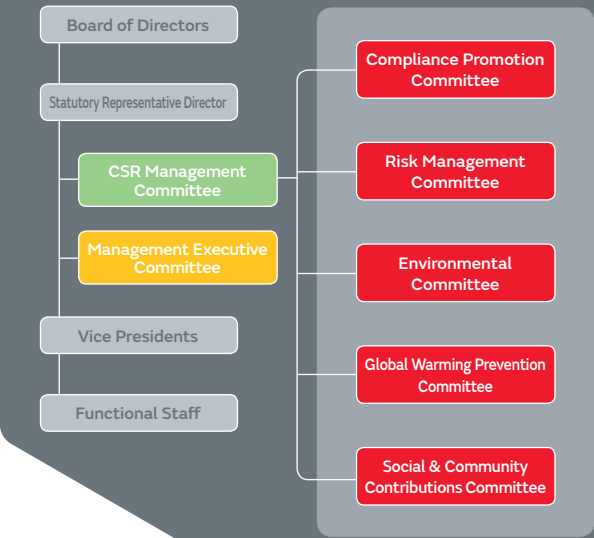 Board of Directors
Statutory Representative Director
CSR Management
Committee
Management Executive
Committee
Vice Presidents
Functional Staff
Compliance Promotion
Committee
Risk Management
Committee
Environmental
Committee
Global Warming Prevention
Committee
Social & Community
Contributions Committee